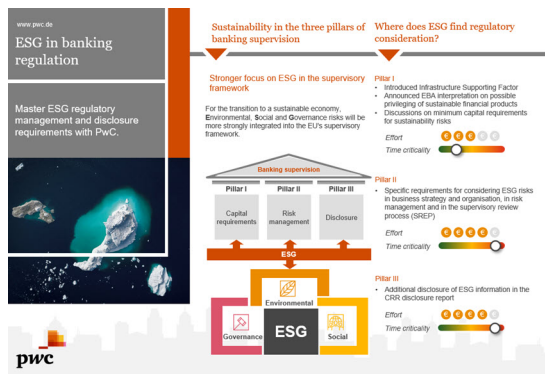 www.pwc.de
ESG in banking
regulation
Master ESG regulatory
management and disclosure
requirements with PwC.
pwc
Sustainability in the three pillars of
banking supervision
Stronger focus on ESG in the supervisory
framework
For the transition to a sustainable economy,
Environmental, Social and Governance risks will be
more strongly integrated into the EU's supervisory
framework.
Banking supervision
Pillar I
Pillar II
Pillar III
Capital
requirements
Risk
management
Disclosure
ESG
Environmental
Governance
ESG
Social
Where does ESG find regulatory
consideration?
Pillar I
• Introduced Infrastructure Supporting Factor
• Announced EBA interpretation on possible
privileging of sustainable financial products
• Discussions on minimum capital requirements
for sustainability risks
Effort
€ € € € €
Time criticality
Pillar II
• Specific requirements for considering ESG risks
in business strategy and organisation, in risk
management and in the supervisory review
process (SREP)
Effort
€ € € € €
Time criticality
Pillar III
• Additional disclosure of ESG information in the
CRR disclosure report
Effort
€ € € € €
Time criticality